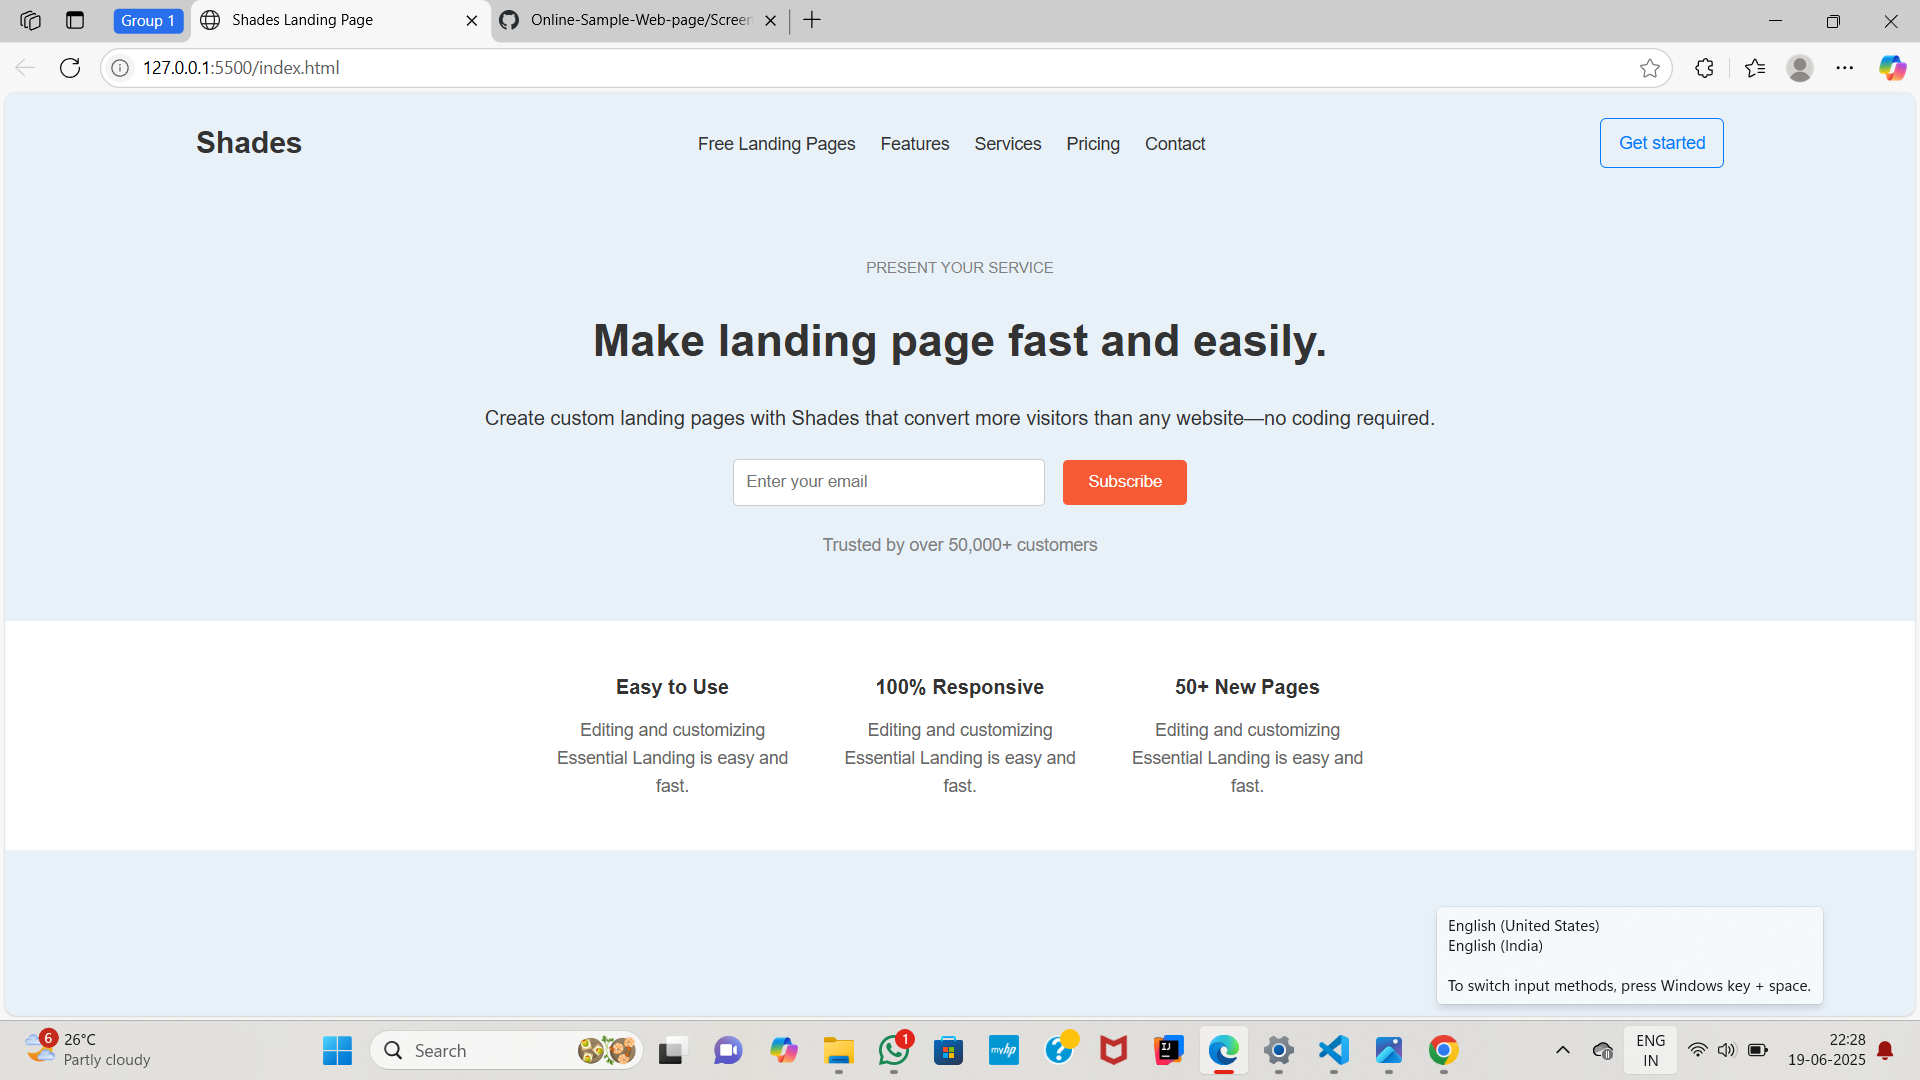 Group 1
Shades Landing Page
Online-Sample-Web-page/Screen
127.0.0.1:5500/index.html
Shades
Free Landing Pages
Features
Services
Pricing
Contact
Get started
PRESENT YOUR SERVICE
Make landing page fast and easily.
Create custom landing pages with Shades that convert more visitors than any website—no coding required.
Enter your email
Subscribe
Trusted by over 50,000+ customers
Easy to Use
Editing and customizing
Essential Landing is easy and
fast.
100% Responsive
Editing and customizing
Essential Landing is easy and
fast.
50+ New Pages
Editing and customizing
Essential Landing is easy and
fast.
English (United States)
English (India)
To switch input methods, press Windows key + space.
6
26°C
Partly cloudy
Search
1
myhp
IJ
ENG
IN
22:28
19-06-2025